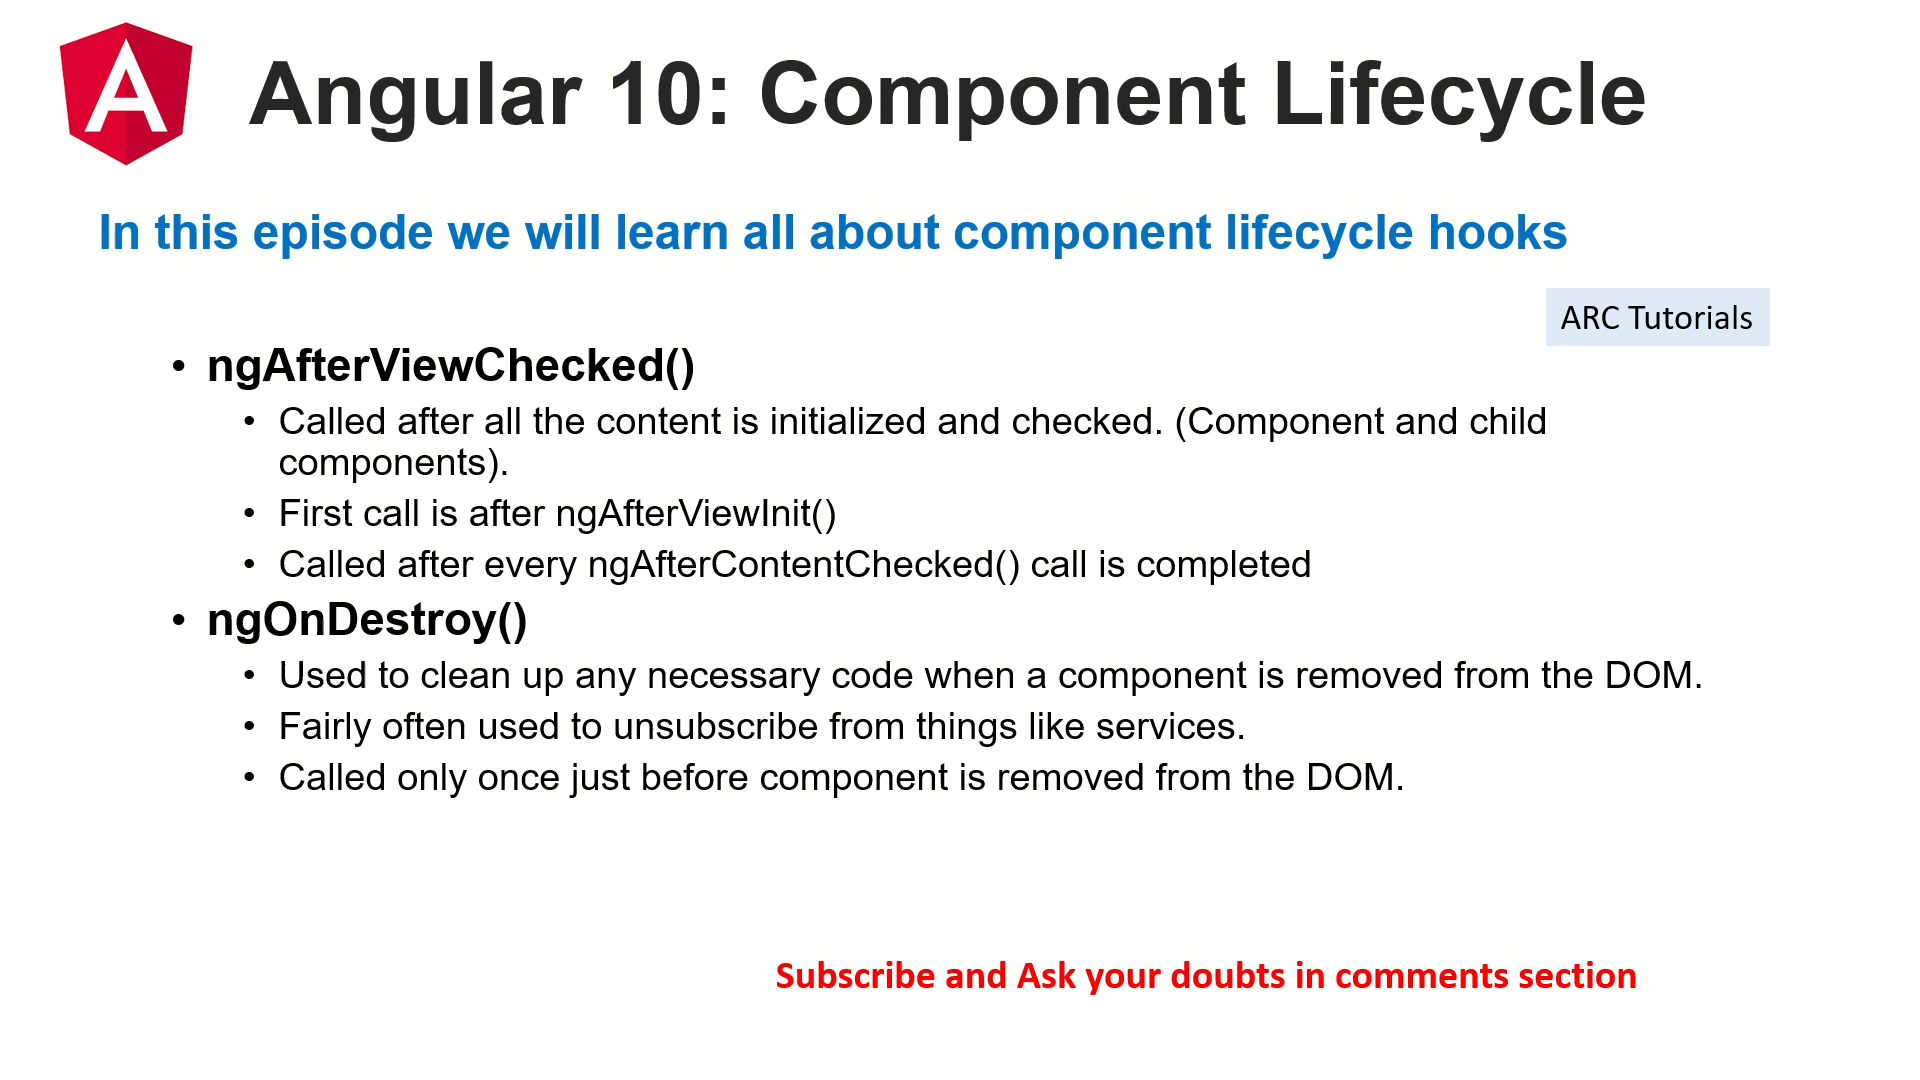 Angular 10: Component Lifecycle
In this episode we will learn all about component lifecycle hooks
ARC Tutorials
• ngAfterViewChecked()
• Called after all the content is initialized and checked. (Component and child
components).
• First call is after ngAfterViewInit()
• Called after every ngAfterContentChecked() call is completed
• ngOnDestroy()
• Used to clean up any necessary code when a component is removed from the DOM.
• Fairly often used to unsubscribe from things like services.
• Called only once just before component is removed from the DOM.
Subscribe and Ask your doubts in comments section